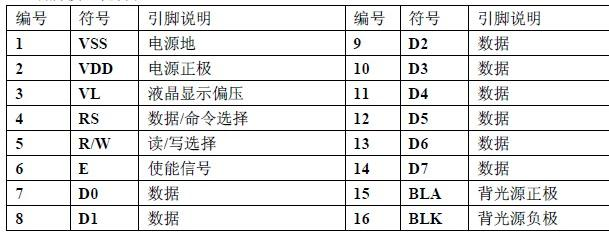 编号 符号 引脚说明 编号 符号 引脚说明
1 VSS 电源地 9 D2 数据
2 VDD 电源正极 10 D3 数据
3 VL 液晶显示偏压 11 D4 数据
4 RS 数据/命令选择 12 D5 数据
5 R/W 读/写选择 13 D6 数据
6 E 使能信号 14 D7 数据
7 D0 数据 15 BLA 背光源正极
8 D1 数据 16 BLK 背光源负极